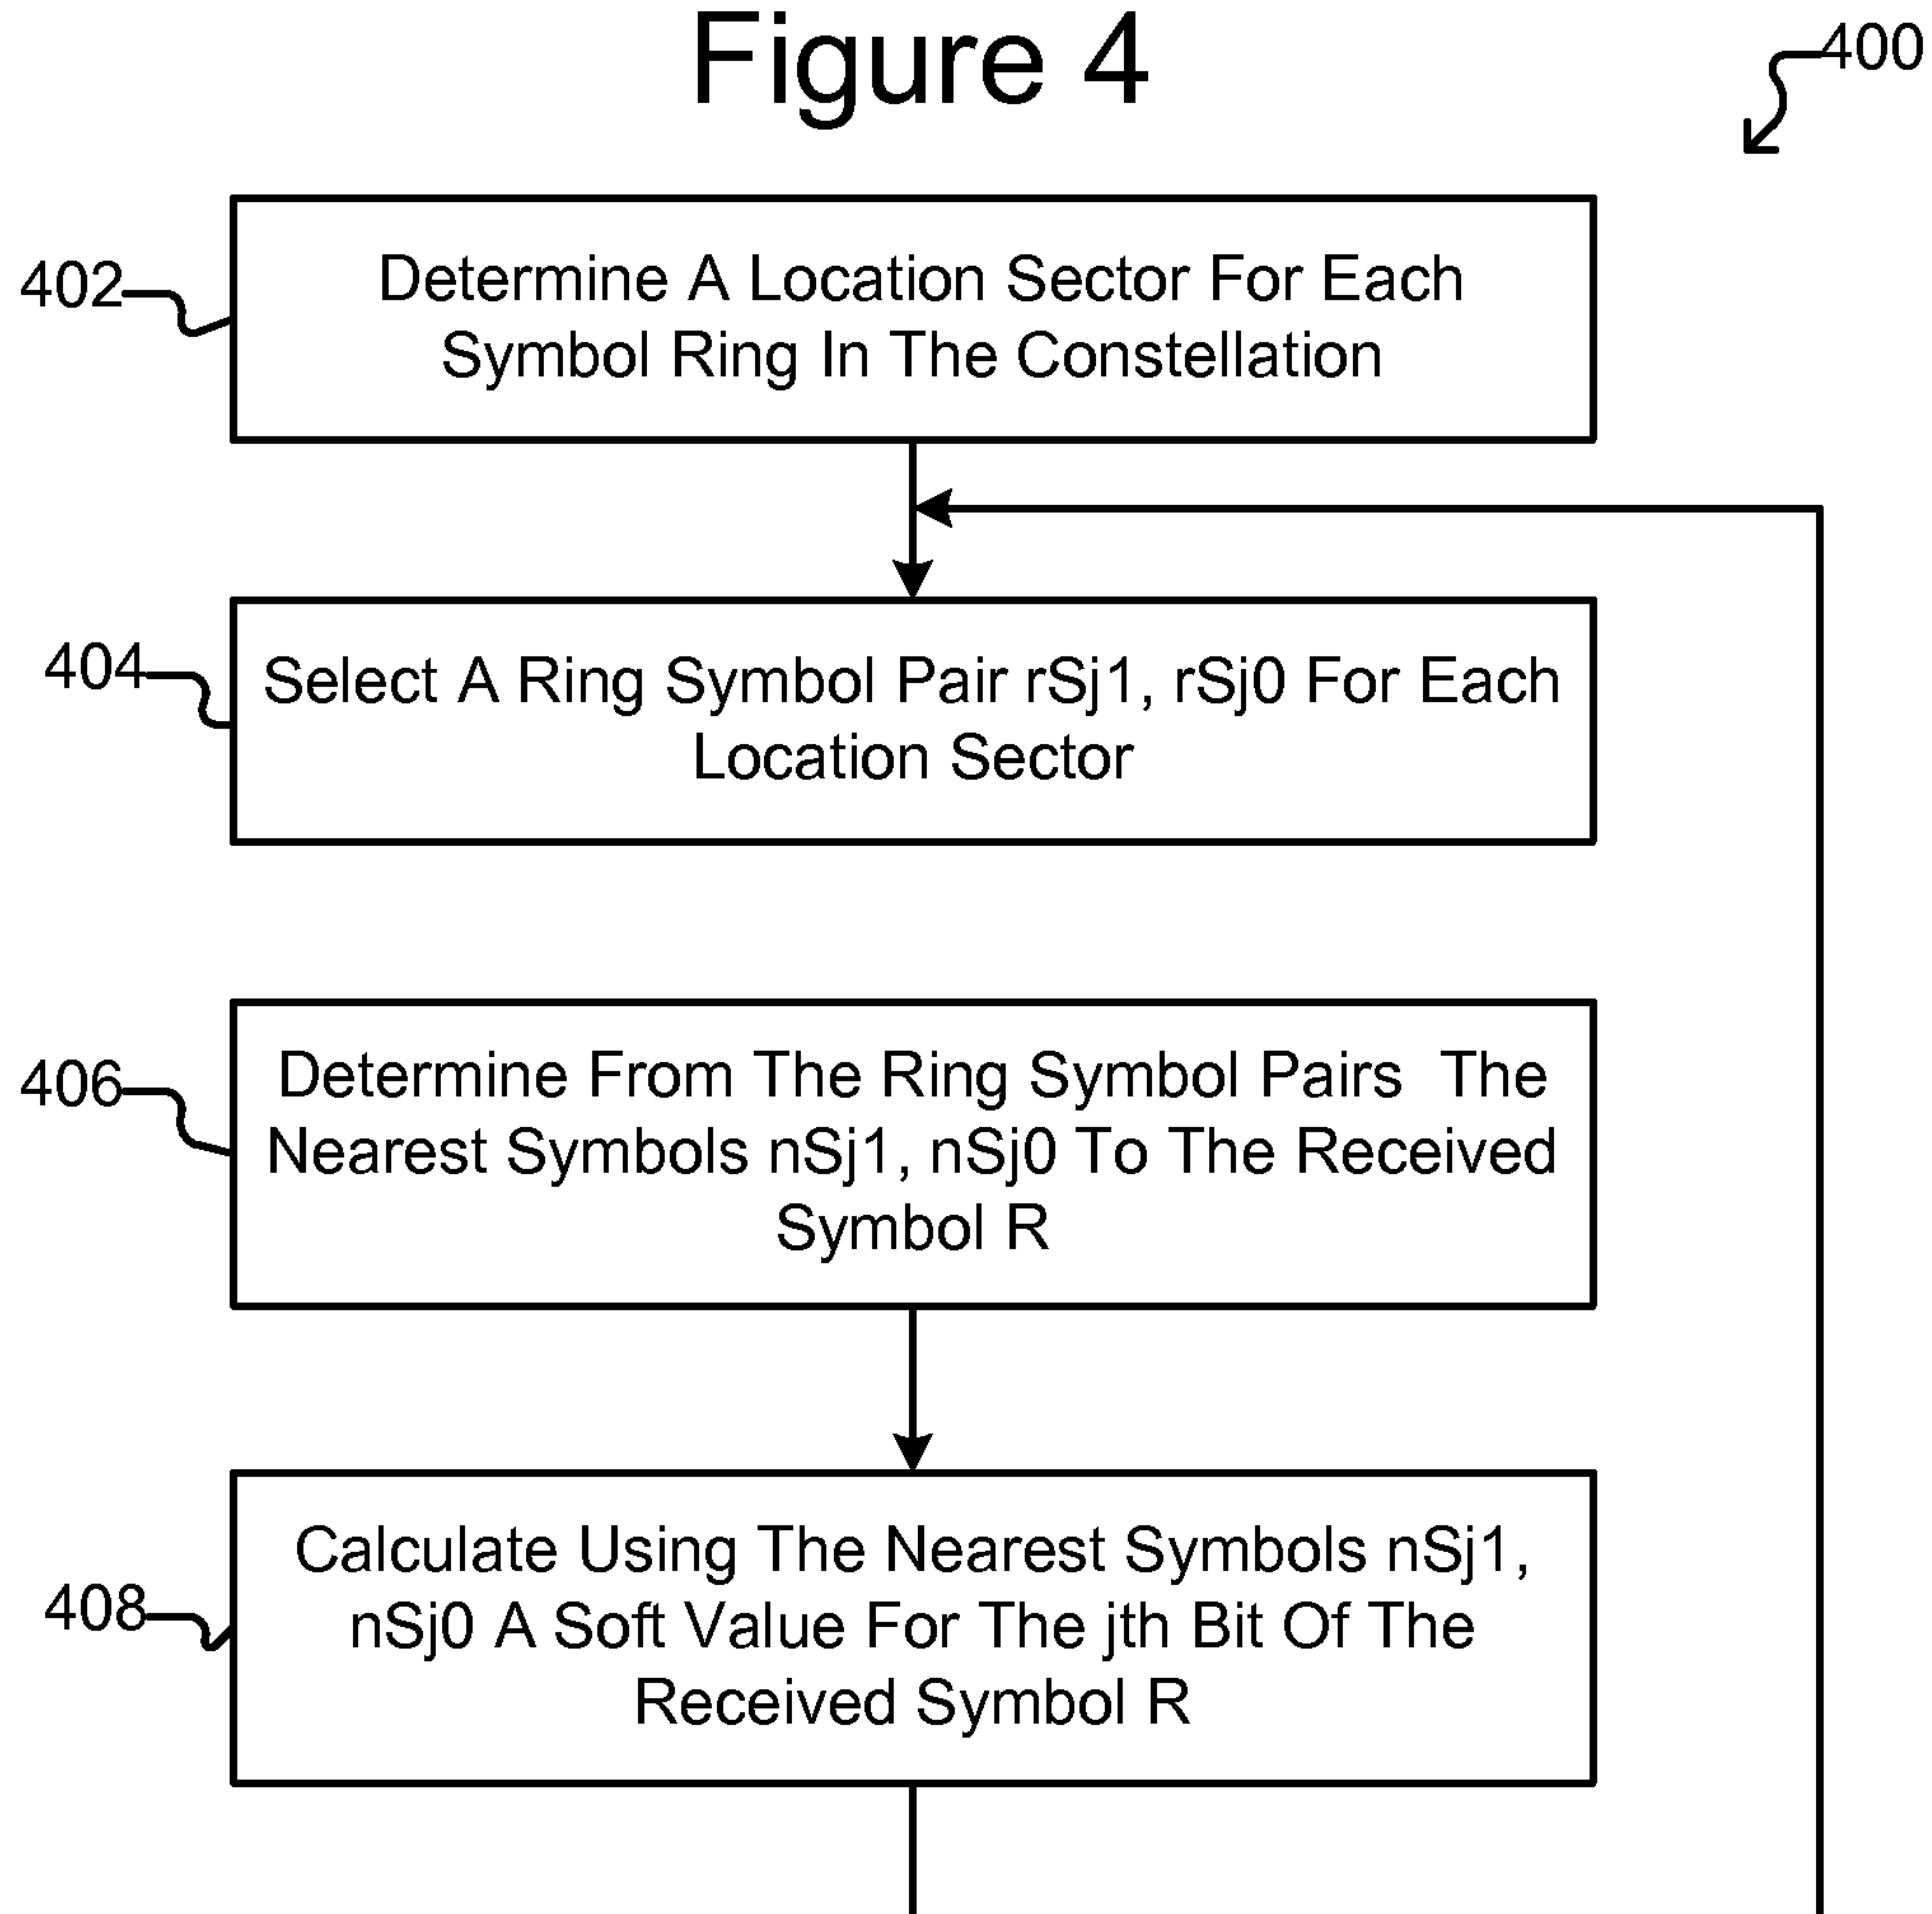 Figure 4
400
402
Determine A Location Sector For Each
Symbol Ring In The Constellation
404
Select A Ring Symbol Pair rSj1, rSj0 For Each
Location Sector
406
Determine From The Ring Symbol Pairs The
Nearest Symbols nSj1, nSj0 To The Received
Symbol R
408
Calculate Using The Nearest Symbols nSj1,
nSj0 A Soft Value For The jth Bit Of The
Received Symbol R